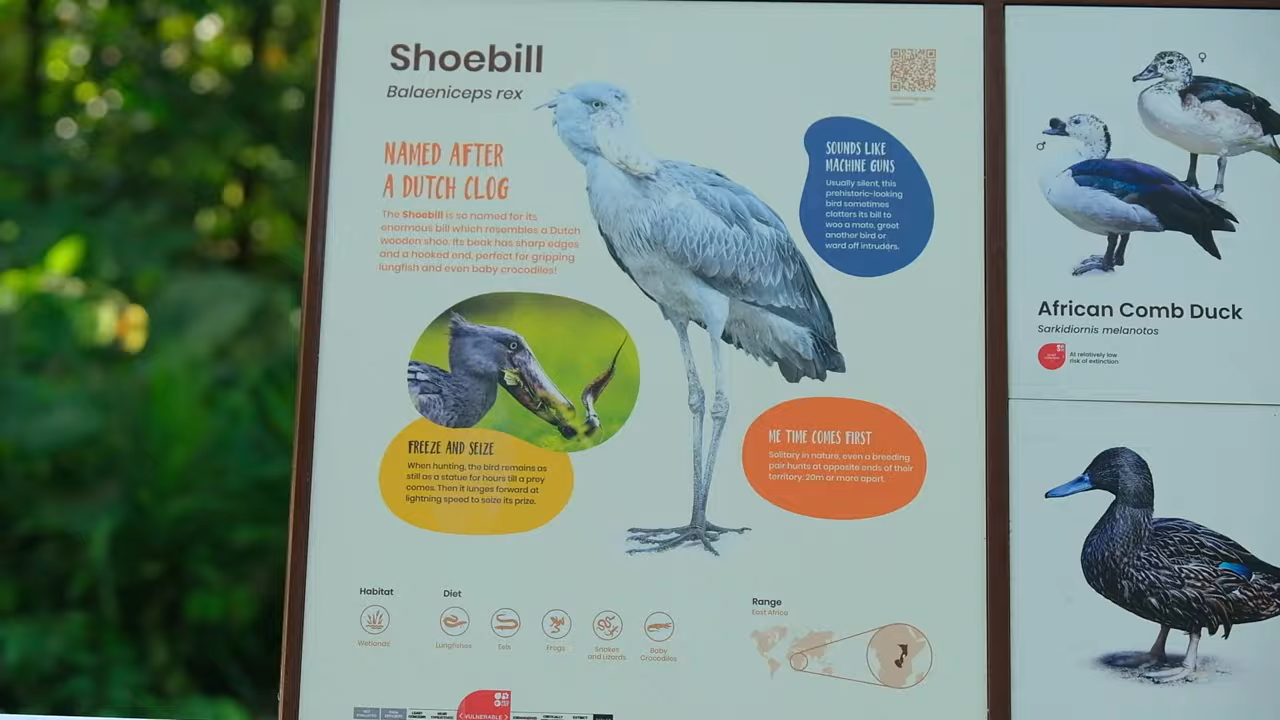 Shoebill
Balaeniceps rex
NAMED AFTER
A DUTCH CLOG
The Shoebill is so named for its
enormous bill which resembles a Dutch
wooden shoe. Its beak has sharp edges
and a hooked end, perfect for gripping
lungfish and even baby crocodiles!
SOUNDS LIKE
MACHINE GUNS
Usually silent, this
prehistoric-looking
bird sometimes
clatters its bill to
woo a mate, greet
another bird or
ward off intruders.
FREEZE AND SEIZE
When hunting, the bird remains as
still as a statue for hours till a prey
comes. Then it lunges forward at
lightning speed to seize its prize.
ME TIME COMES FIRST
Solitary in nature, even a breeding
pair hunts at opposite ends of their
territory: 20m or more apart.
Habitat
Wetlands
Diet
Lungfishes
Eels
Frogs
Snakes
and Lizards
Baby
Crocodiles
Range
East Africa
VULNERABLE
♀
♂
African Comb Duck
Sarkidiornis melanotos
At relatively low
risk of extinction